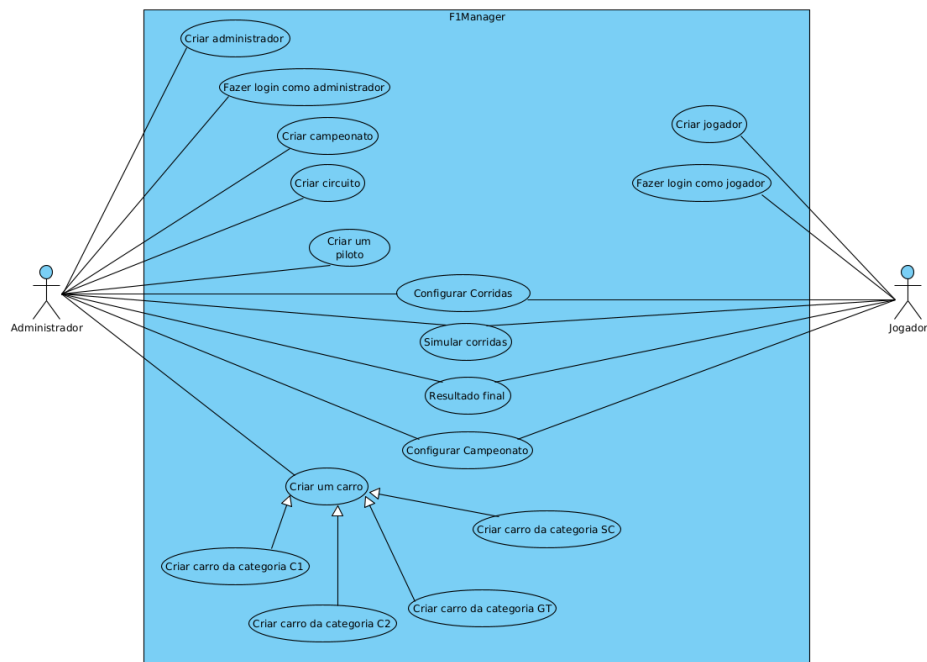 F1Manager
Criar administrador
Fazer login como administrador
Criar campeonato
Criar jogador
Criar circuito
Fazer login como jogador
Criar um
piloto
Configurar Corridas
Administrador
Jogador
Simular corridas
Resultado final
Configurar Campeonato
Criar um carro
Criar carro da categoria SC
Criar carro da categoria C1
Criar carro da categoria GT
Criar carro da categoria C2